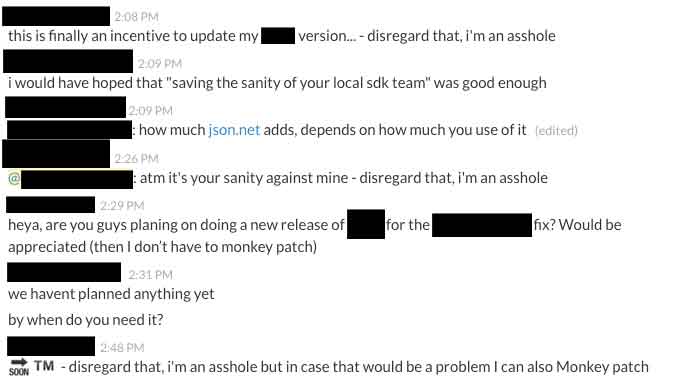 2:08 PM
this is finally an incentive to update my version... - disregard that, i'm an asshole
2:09 PM
i would have hoped that "saving the sanity of your local sdk team" was good enough
2:09 PM
: how much json.net adds, depends on how much you use of it (edited)
2:26 PM
@: atm it's your sanity against mine - disregard that, i'm an asshole
2:29 PM
heya, are you guys planing on doing a new release of for the fix? Would be
appreciated (then I don't have to monkey patch)
2:31 PM
we havent planned anything yet
by when do you need it?
2:48 PM
SOON TM - disregard that, i'm an asshole but in case that would be a problem I can also Monkey patch